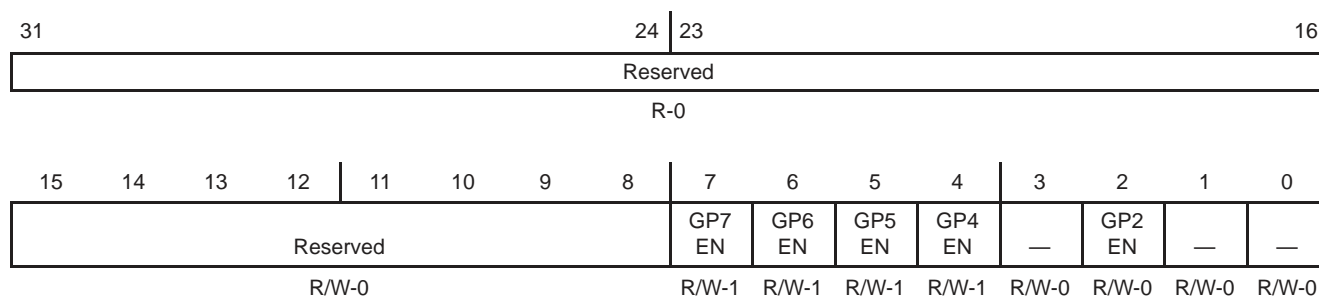 31 24 23 16
Reserved
R-0
15 14 13 12 11 10 9 8 7 6 5 4 3 2 1 0
GP7 GP6 GP5 GP4 GP2
Reserved EN EN EN EN — EN — —
R/W-0 R/W-1 R/W-1 R/W-1 R/W-1 R/W-0 R/W-0 R/W-0 R/W-0